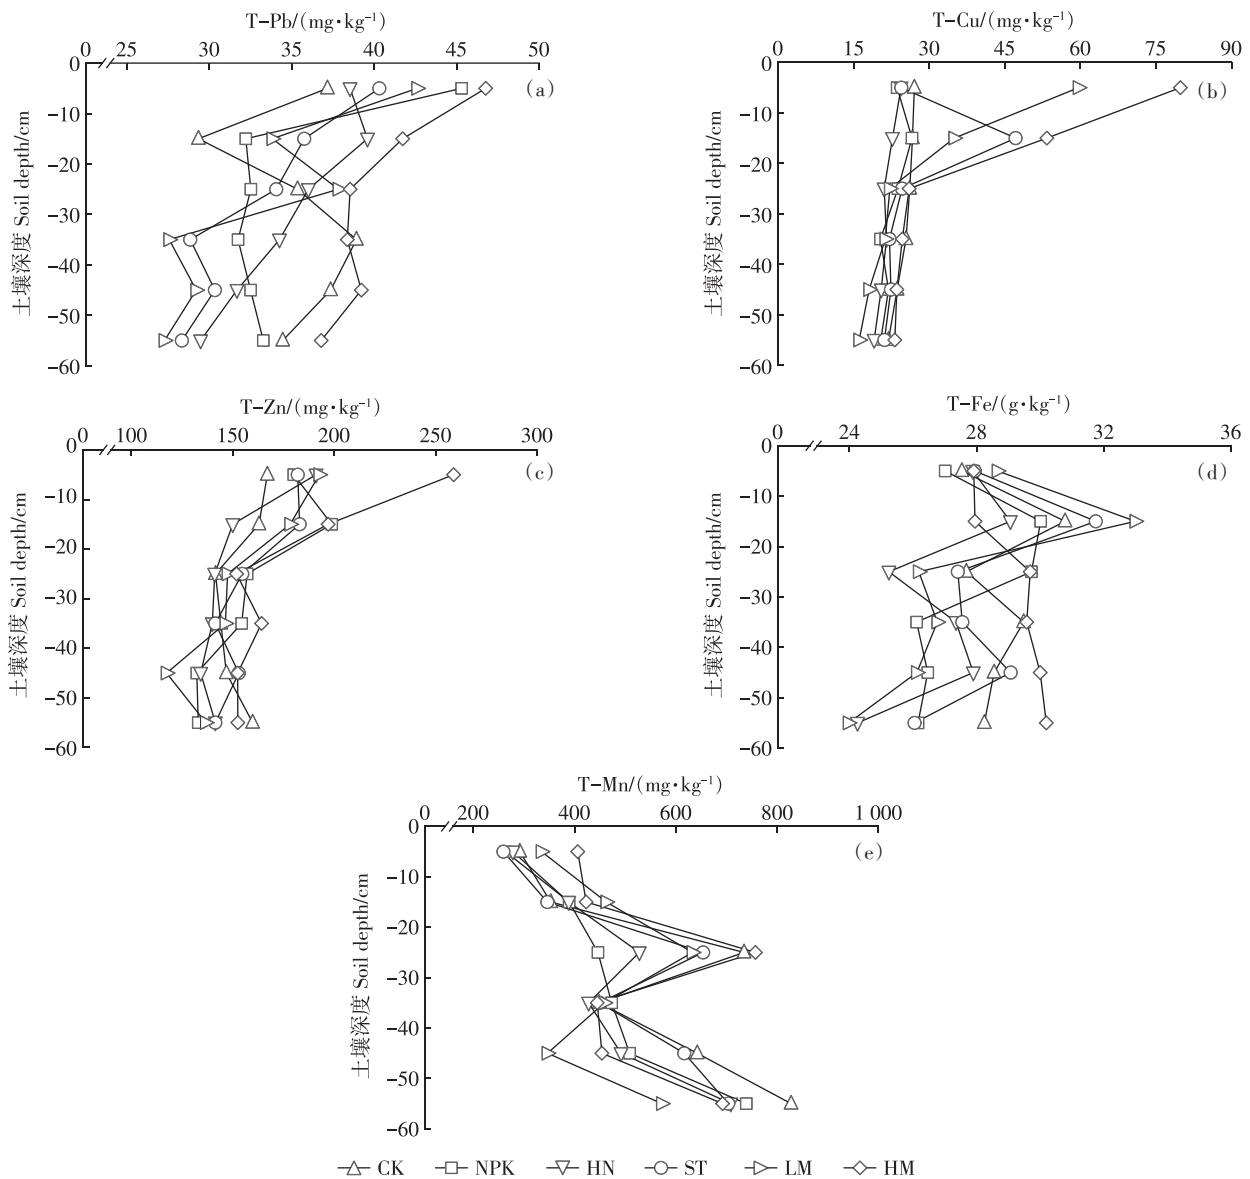 T-Pb/(mg·kg⁻¹)
0 25 30 35 40 45 50
0
-10
-20
-30
-40
-50
-60
土壤深度 Soil depth/cm
(a)
T-Cu/(mg·kg⁻¹)
0 15 30 45 60 75 90
0
-10
-20
-30
-40
-50
-60
土壤深度 Soil depth/cm
(b)
T-Zn/(mg·kg⁻¹)
0 100 150 200 250 300
0
-10
-20
-30
-40
-50
-60
土壤深度 Soil depth/cm
(c)
T-Fe/(g·kg⁻¹)
0 24 28 32 36
0
-10
-20
-30
-40
-50
-60
土壤深度 Soil depth/cm
(d)
T-Mn/(mg·kg⁻¹)
0 200 400 600 800 1 000
0
-10
-20
-30
-40
-50
-60
土壤深度 Soil depth/cm
(e)
CK NPK HN ST LM HM